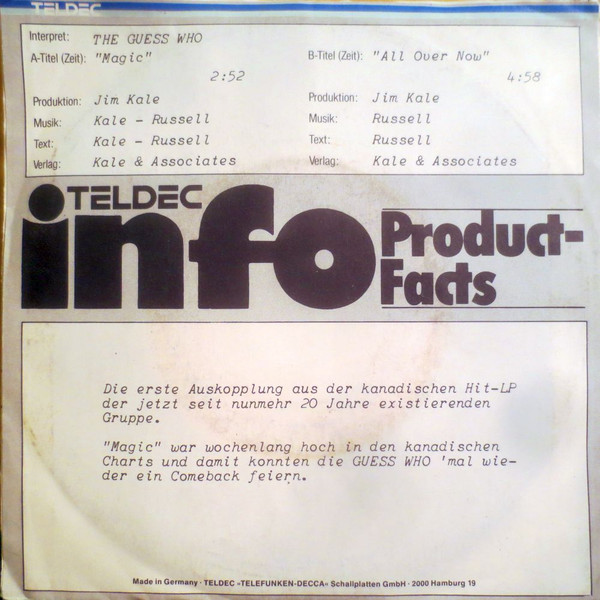 TELDEC
Interpret: THE GUESS WHO
A-Titel (Zeit): "Magic"
2:52
Produktion: Jim Kale
Musik: Kale - Russell
Text: Kale - Russell
Verlag: Kale & Associates
B-Titel (Zeit): "All Over Now"
4:58
Produktion: Jim Kale
Musik: Russell
Text: Russell
Verlag: Kale & Associates
TELDEC
info
Product-
Facts
Die erste Auskopplung aus der kanadischen Hit-LP
der jetzt seit nunmehr 20 Jahre existierenden
Gruppe.
"Magic" war wochenlang hoch in den kanadischen
Charts und damit konnten die GUESS WHO 'mal wie-
der ein Comeback feiern.
Made in Germany · TELDEC »TELEFUNKEN-DECCA« Schallplatten GmbH · 2000 Hamburg 19